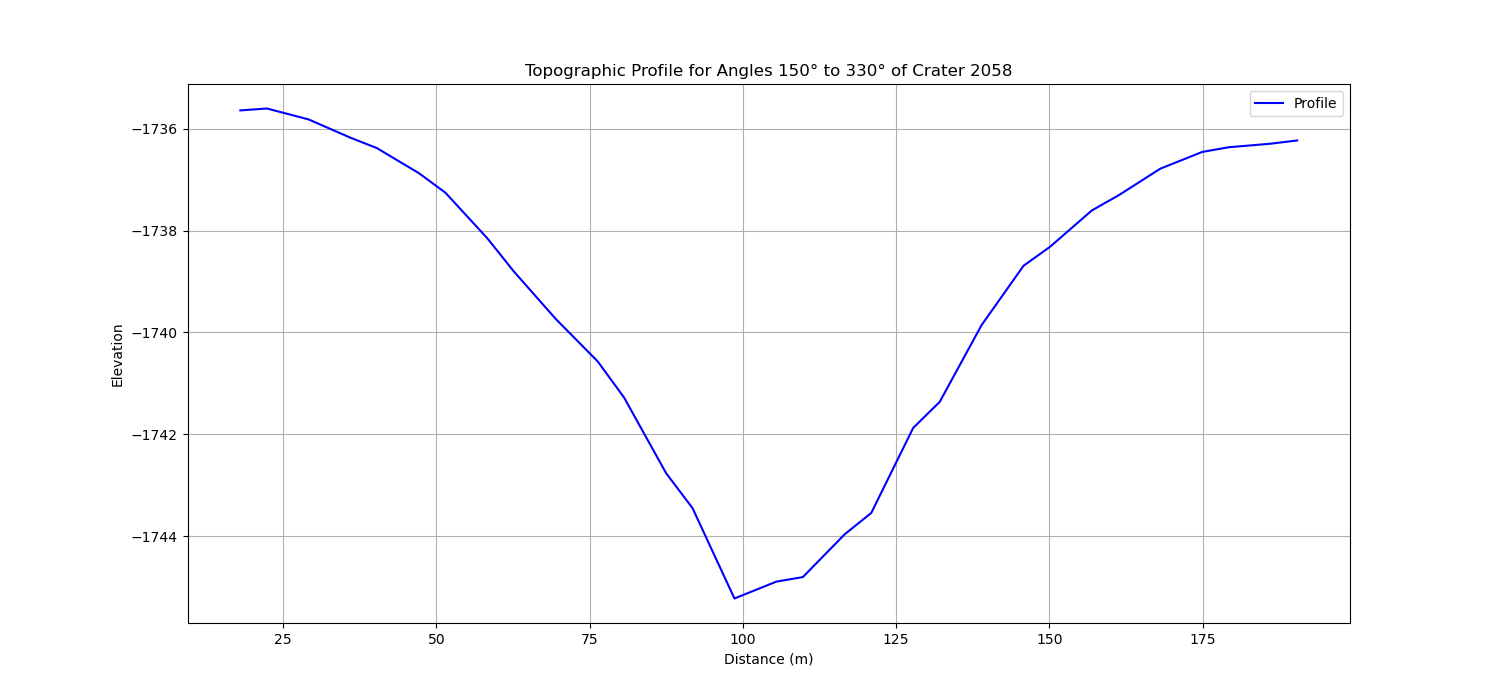 Topographic Profile for Angles 150° to 330° of Crater 2058
Profile
−1736
−1738
−1740
−1742
−1744
Elevation
25 50 75 100 125 150 175
Distance (m)